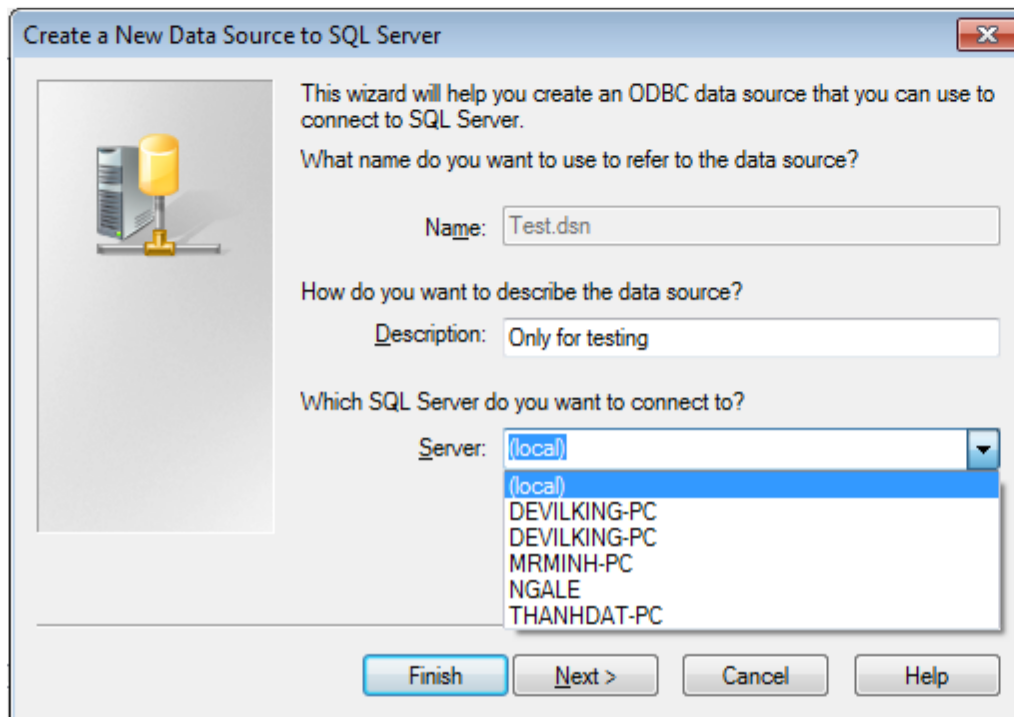 Create a New Data Source to SQL Server
This wizard will help you create an ODBC data source that you can use to
connect to SQL Server.
What name do you want to use to refer to the data source?
Name: Test.dsn
How do you want to describe the data source?
Description: Only for testing
Which SQL Server do you want to connect to?
Server: (local)
(local)
DEVILKING-PC
DEVILKING-PC
MRMINH-PC
NGALE
THANHDAT-PC
Finish Next > Cancel Help